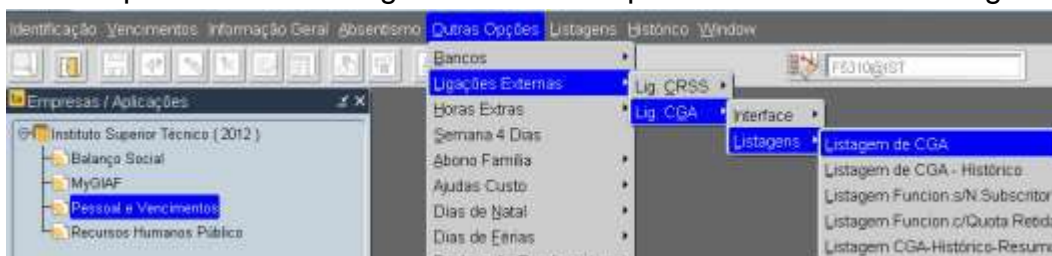 Identificação Vencimentos Informação Geral Absentismo Outras Opções Listagens Histórico Window
F5310@IST
Empresas / Aplicações
Instituto Superior Técnico ( 2012 )
Balanço Social
MyGIAF
Pessoal e Vencimentos
Recursos Humanos Público
Bancos
Ligações Externas
Horas Extras
Semana 4 Dias
Abono Família
Ajudas Custo
Dias de Natal
Dias de Férias
Lig. CRSS
Lig. CGA
Interface
Listagens
Listagem de CGA
Listagem de CGA - Histórico
Listagem Funcion.s/N.Subscritor
Listagem Funcion.c/Quota Retid
Listagem CGA-Histórico-Resum